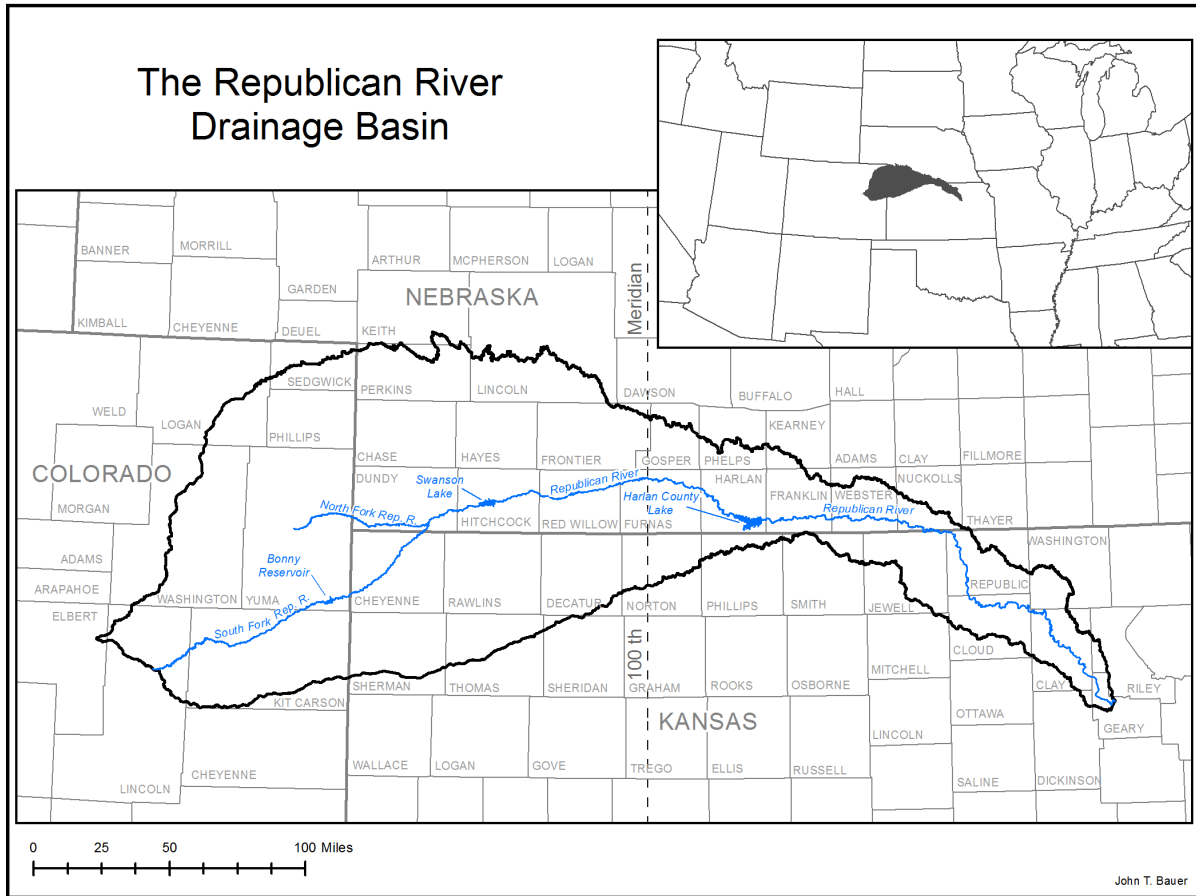 The Republican River
Drainage Basin
BANNER
MORRILL
ARTHUR
MCPHERSON
LOGAN
Meridian
GARDEN
NEBRASKA
KIMBALL
CHEYENNE
DEUEL
KEITH
SEDGWICK
PERKINS
LINCOLN
DAWSON
BUFFALO
HALL
WELD
LOGAN
PHILLIPS
KEARNEY
CHASE
HAYES
FRONTIER
GOSPER
PHELPS
ADAMS
CLAY
FILLMORE
COLORADO
DUNDY
Swanson
Lake
Republican River
HARLAN
NUCKOLLS
MORGAN
North Fork Rep. R.
HITCHCOCK
RED WILLOW
FURNAS
Harlan County
Lake
FRANKLIN
WEBSTER
Republican River
THAYER
ADAMS
Bonny
Reservoir
WASHINGTON
ARAPAHOE
WASHINGTON
YUMA
CHEYENNE
RAWLINS
DECATUR
NORTON
PHILLIPS
SMITH
JEWELL
REPUBLIC
ELBERT
South Fork Rep. R.
CLOUD
MITCHELL
100 th
KIT CARSON
SHERMAN
THOMAS
SHERIDAN
GRAHAM
ROOKS
OSBORNE
CLAY
RILEY
KANSAS
OTTAWA
GEARY
LINCOLN
CHEYENNE
WALLACE
LOGAN
GOVE
TREGO
ELLIS
RUSSELL
LINCOLN
SALINE
DICKINSON
0 25 50 100 Miles
John T. Bauer